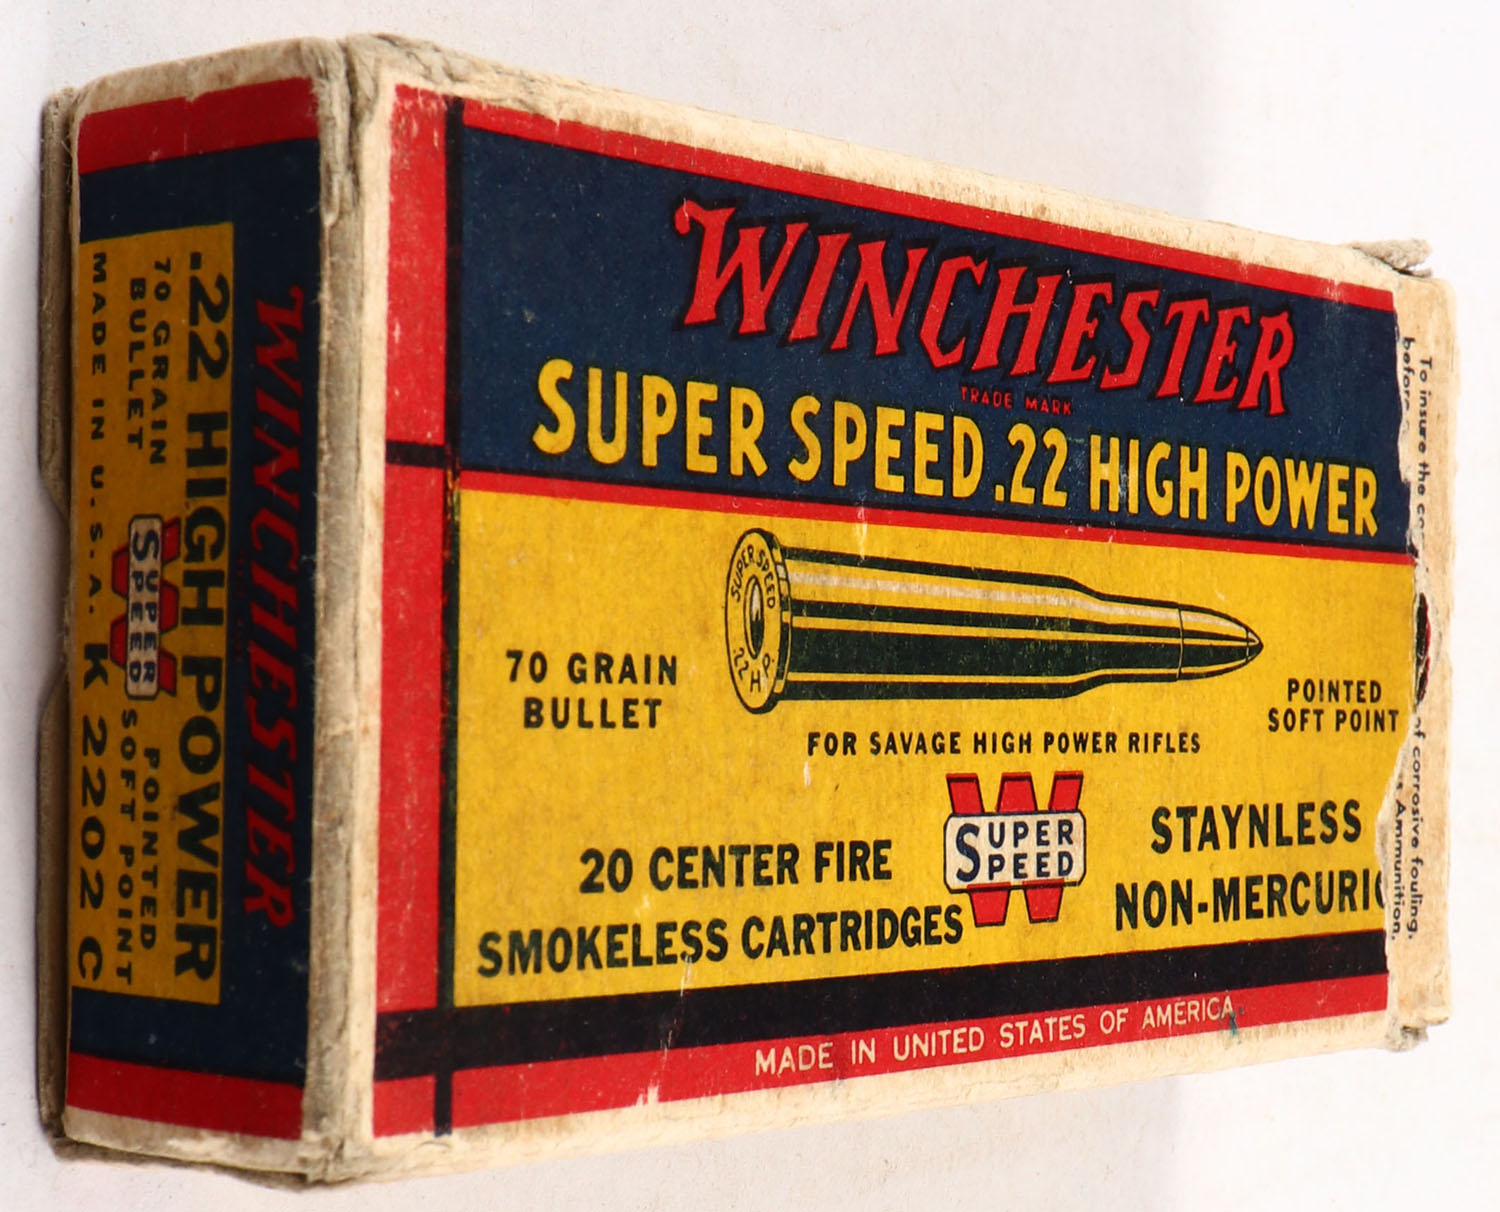 WINCHESTER
TRADE MARK
SUPER SPEED .22 HIGH POWER
SUPER SPEED
.22 H.P.
70 GRAIN
BULLET
POINTED
SOFT POINT
FOR SAVAGE HIGH POWER RIFLES
20 CENTER FIRE
SMOKELESS CARTRIDGES
SUPER
SPEED
STAYNLESS
NON-MERCURIC
MADE IN UNITED STATES OF AMERICA
WINCHESTER
.22 HIGH POWER
70 GRAIN
BULLET
SUPER
SPEED
POINTED
SOFT POINT
MADE IN U.S.A. K 2202 C
To insure the
of corrosive fouling,
Ammunition.